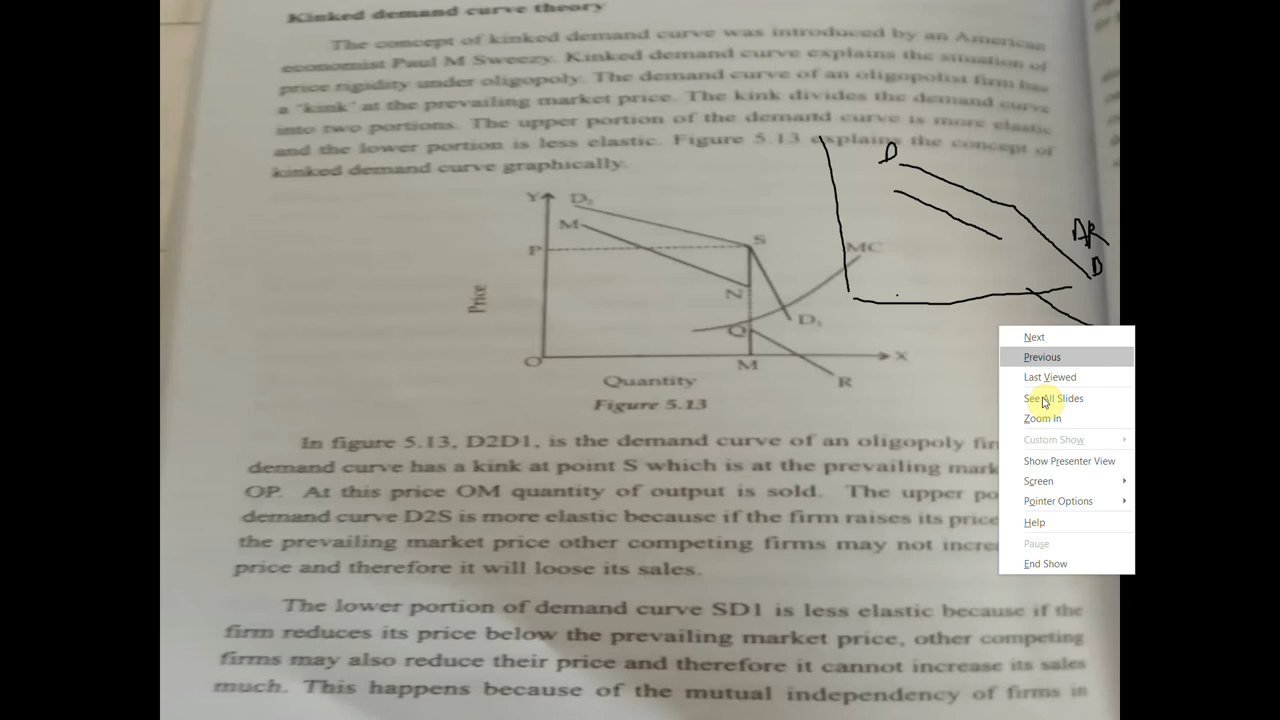 Kinked demand curve theory
The concept of kinked demand curve was introduced by an American
economist Paul M Sweezy. Kinked demand curve explains the situation of
price rigidity under oligopoly. The demand curve of an oligopolist firm has
a 'kink' at the prevailing market price. The kink divides the demand curve
into two portions. The upper portion of the demand curve is more elastic
and the lower portion is less elastic. Figure 5.13 explains the concept of
kinked demand curve graphically.
Y D₂
M
P
S
MC
N
Price
Q
D₁
O
M
X
R
Quantity
Figure 5.13
D
AR
D
Next
Previous
Last Viewed
See All Slides
Zoom In
Custom Show
Show Presenter View
Screen
Pointer Options
Help
Pause
End Show
In figure 5.13, D2D1, is the demand curve of an oligopoly
demand curve has a kink at point S which is at the prevailing
OP. At this price OM quantity of output is sold. The upper
demand curve D2S is more elastic because if the firm raises its price
the prevailing market price other competing firms may not
price and therefore it will loose its sales.
The lower portion of demand curve SD1 is less elastic because if the
firm reduces its price below the prevailing market price, other competing
firms may also reduce their price and therefore it cannot increase its sales
much. This happens because of the mutual independency of firms in